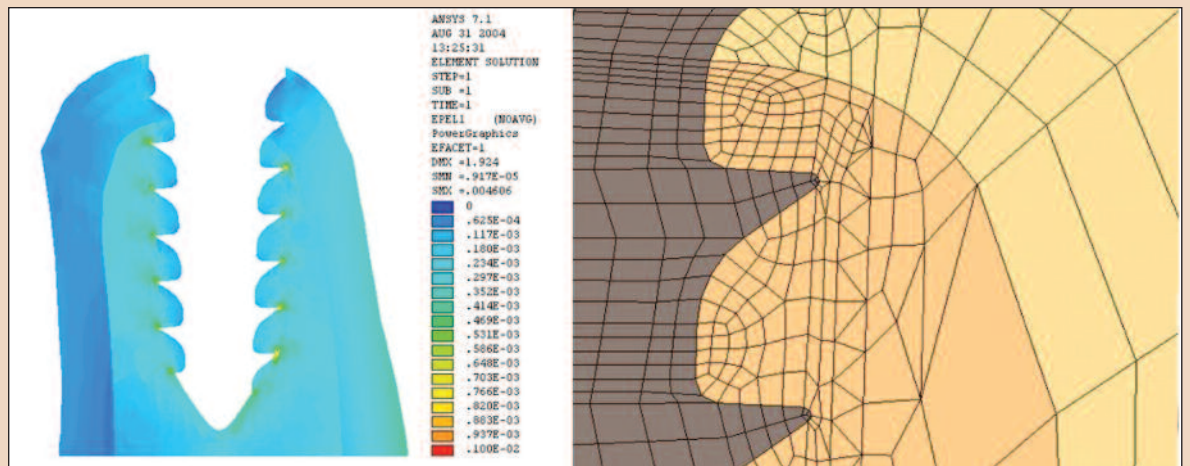 ANSYS 7.1
AUG 31 2004
13:25:31
ELEMENT SOLUTION
STEP=1
SUB =1
TIME=1
EPEL1 (NOAVG)
PowerGraphics
EFACET=1
DMX =1.924
SMN =.917E-05
SMX =.004606
0
.625E-04
.117E-03
.180E-03
.234E-03
.297E-03
.352E-03
.414E-03
.469E-03
.531E-03
.586E-03
.648E-03
.703E-03
.766E-03
.820E-03
.883E-03
.937E-03
.100E-02